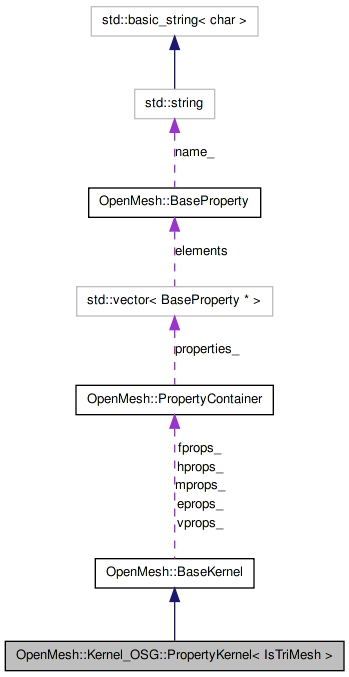 std::basic_string< char >
std::string
name_
OpenMesh::BaseProperty
elements
std::vector< BaseProperty * >
properties_
OpenMesh::PropertyContainer
fprops_
hprops_
mprops_
eprops_
vprops_
OpenMesh::BaseKernel
OpenMesh::Kernel_OSG::PropertyKernel< IsTriMesh >